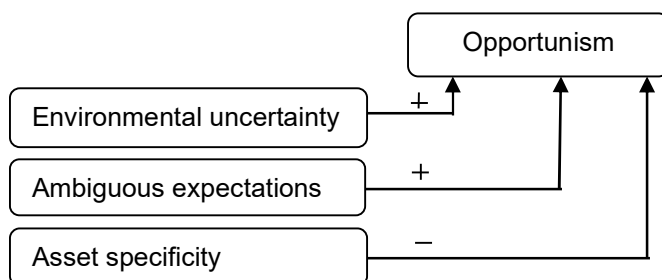 Opportunism
+
Environmental uncertainty
+
Ambiguous expectations
−
Asset specificity